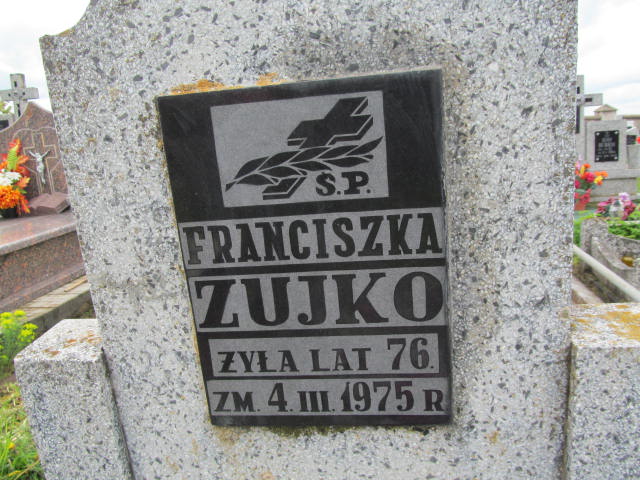 Ś.P.
FRANCISZKA
ZUJKO
ŻYŁA LAT 76.
ZM. 4. III. 1975 R